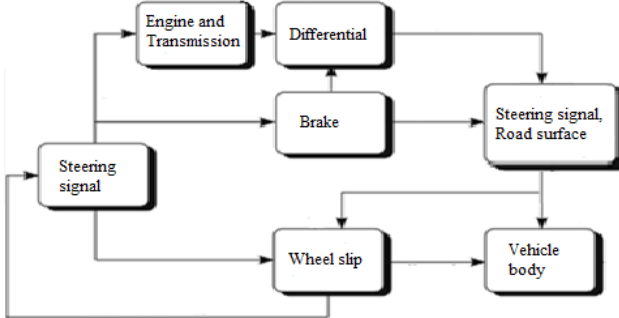 Engine and
Transmission
Differential
Brake
Steering signal,
Road surface
Steering
signal
Wheel slip
Vehicle
body